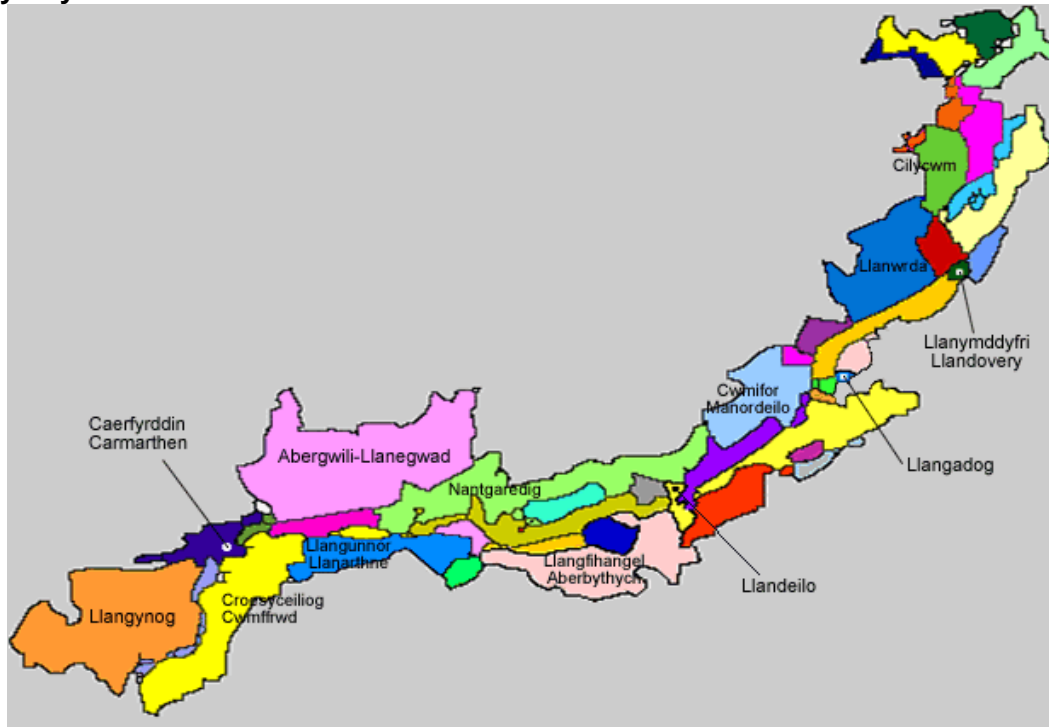 Cilycwm
Llanwrda
Llanymddyfri
Llandovery
Cwmifor
Manordeilo
Caerfyrddin
Carmarthen
Abergwili-Llanegwad
Llangadog
Nantgaredig
Llangunnor
Llanarthne
Llangfihangel
Aberbythych
Llandeilo
Croesyceiliog
Cwmffrwd
Llangynog